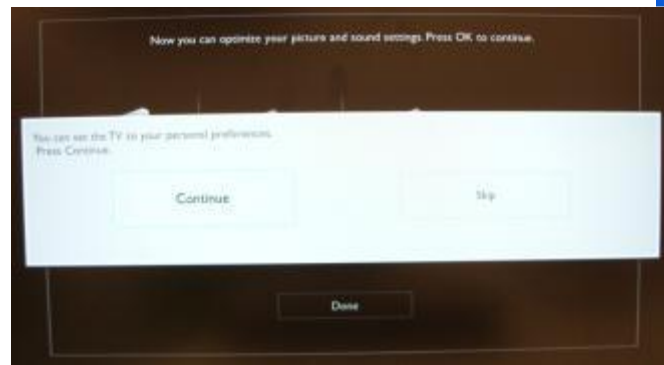 Now you can optimize your picture and sound settings. Press OK to continue.
You can set the TV to your personal preferences.
Press Continue.
Continue
Skip
Done